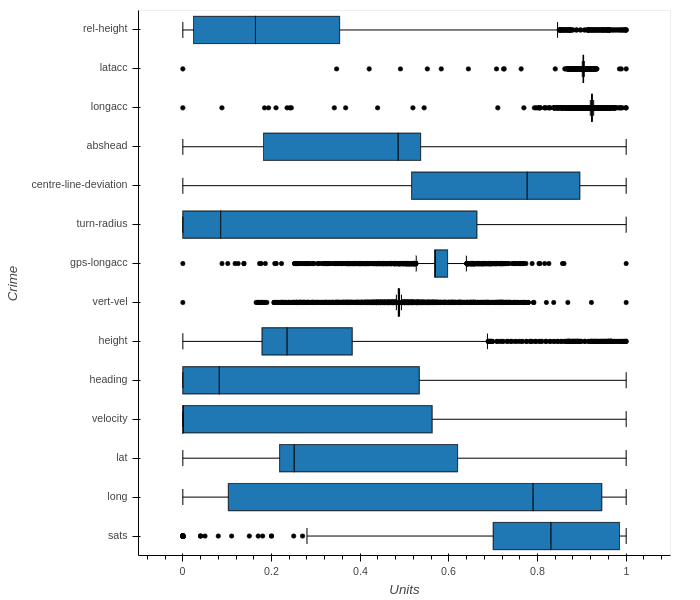 rel-height
latacc
longacc
abshead
centre-line-deviation
turn-radius
gps-longacc
vert-vel
height
heading
velocity
lat
long
sats
Crime
0 0.2 0.4 0.6 0.8 1
Units